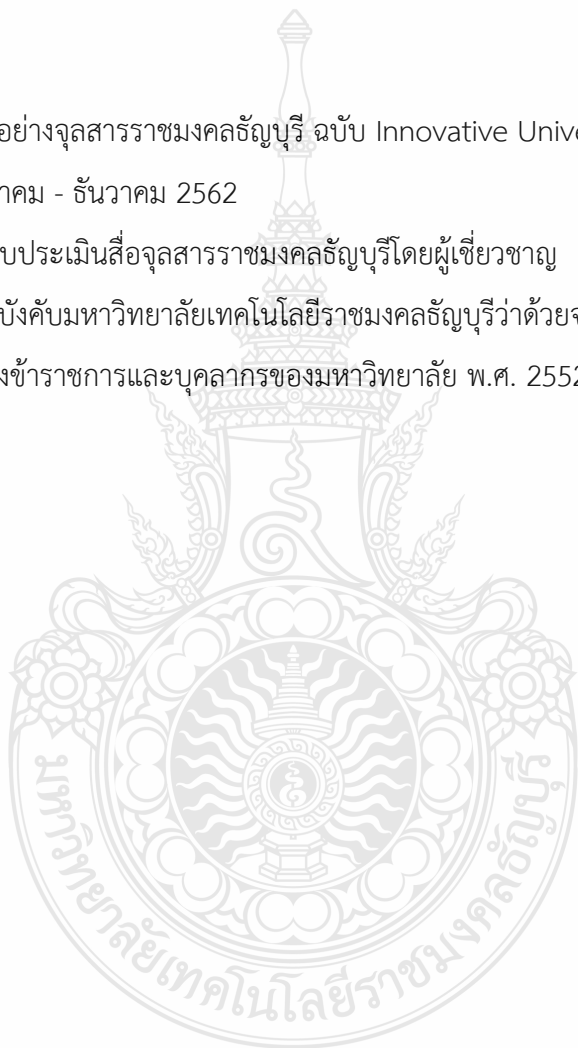 อย่างจุลสารราชมงคลธัญบุรี ฉบับ Innovative Unive
าคม - ธันวาคม 2562
บประเมินสื่อจุลสารราชมงคลธัญบุรีโดยผู้เชี่ยวชาญ
บังคับมหาวิทยาลัยเทคโนโลยีราชมงคลธัญบุรีว่าด้วยจ
งข้าราชการและบุคลากรของมหาวิทยาลัย พ.ศ. 2552
มหาวิทยาลัยเทคโนโลยีราชมงคลธัญบุรี